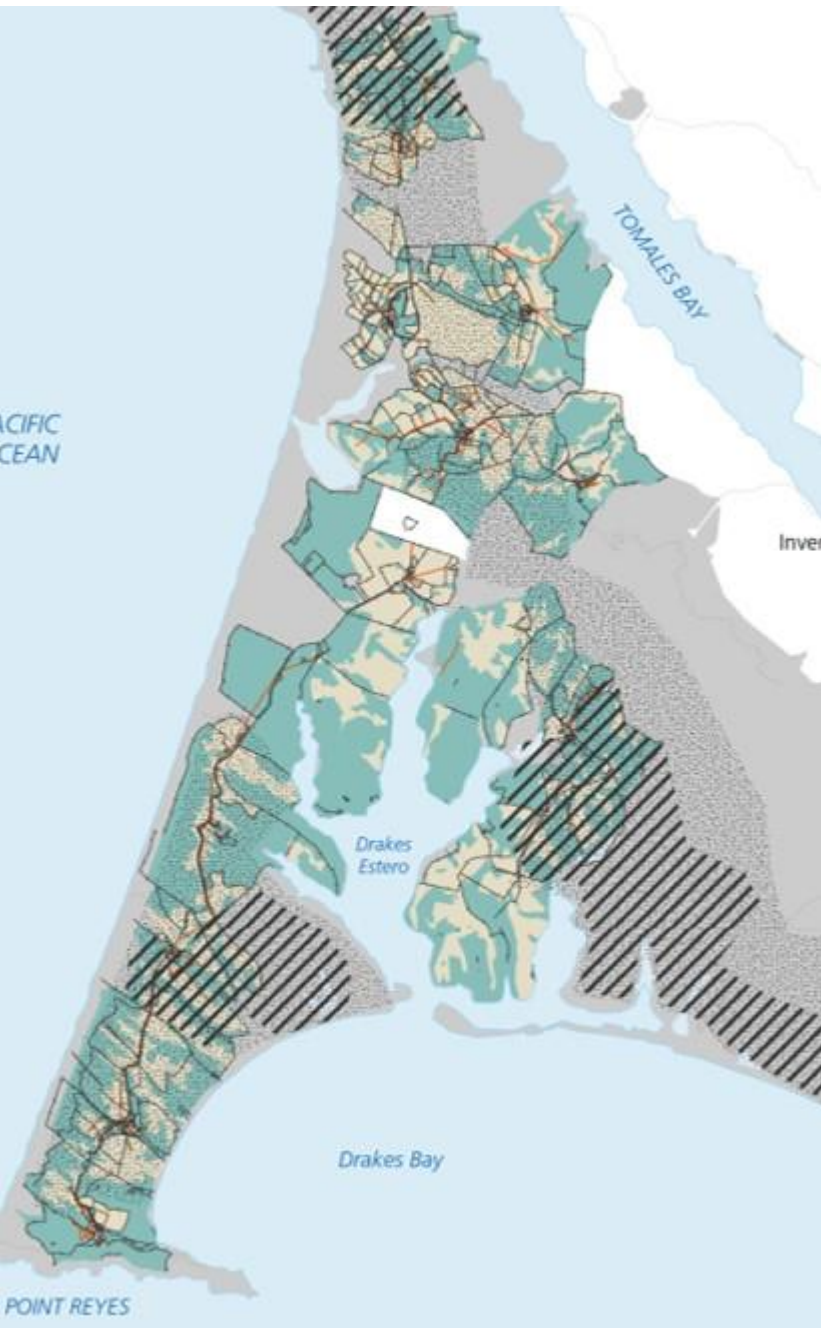 TOMALES BAY
ACIFIC
CEAN
Inver
Drakes
Estero
Drakes Bay
POINT REYES